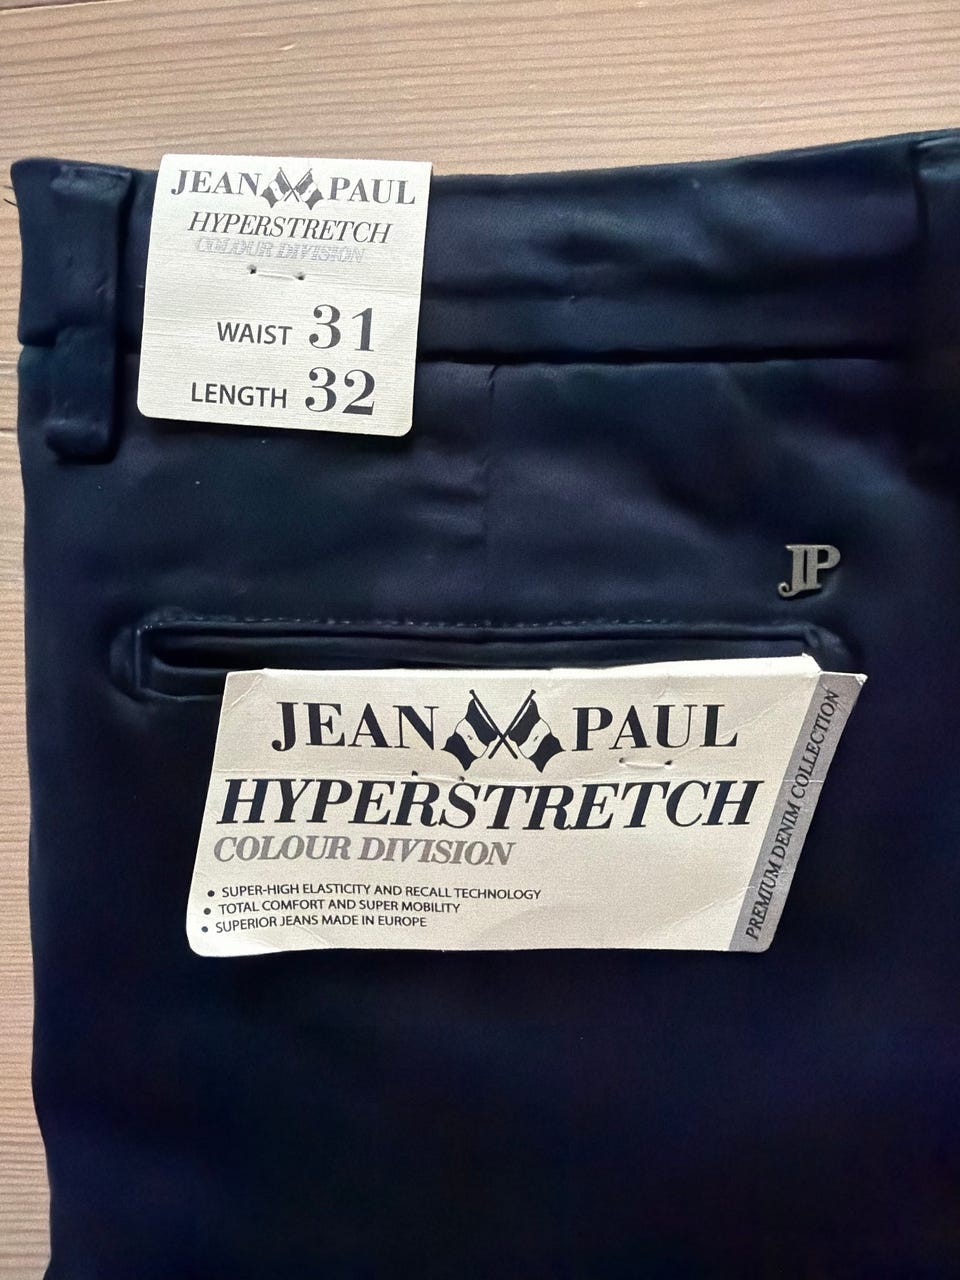 JEAN PAUL
HYPERSTRETCH
COLOUR DIVISION
WAIST 31
LENGTH 32
JP
JEAN PAUL
HYPERSTRETCH
COLOUR DIVISION
• SUPER-HIGH ELASTICITY AND RECALL TECHNOLOGY
• TOTAL COMFORT AND SUPER MOBILITY
• SUPERIOR JEANS MADE IN EUROPE
PREMIUM DENIM COLLECTION